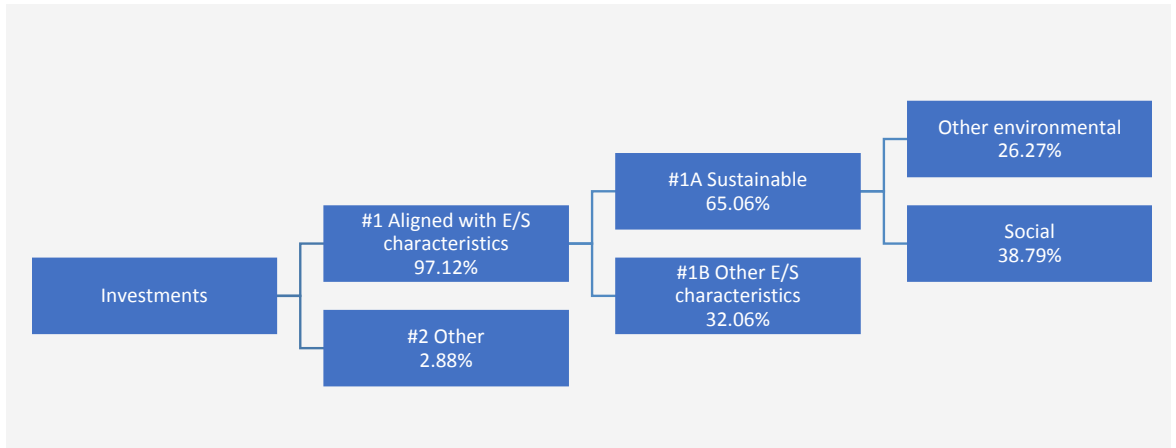 Investments
#1 Aligned with E/S
characteristics
97.12%
#2 Other
2.88%
#1A Sustainable
65.06%
#1B Other E/S
characteristics
32.06%
Other environmental
26.27%
Social
38.79%